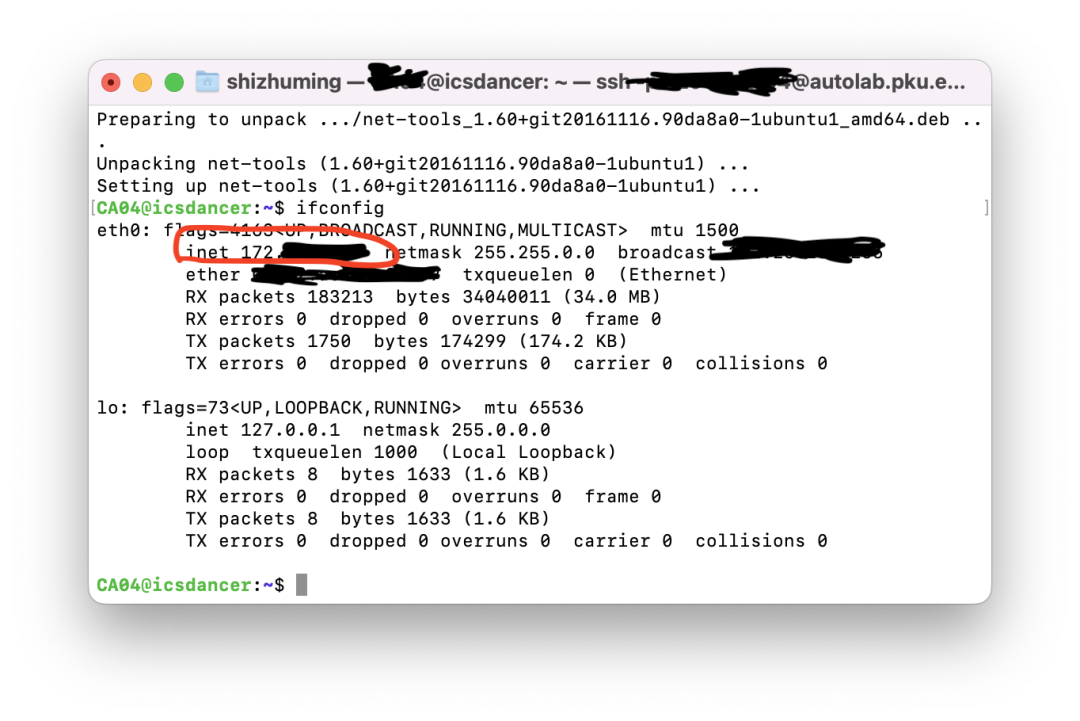 shizhuming — @icsdancer: ~ — ssh @autolab.pku.e...
Preparing to unpack .../net-tools_1.60+git20161116.90da8a0-1ubuntu1_amd64.deb ..
.
Unpacking net-tools (1.60+git20161116.90da8a0-1ubuntu1) ...
Setting up net-tools (1.60+git20161116.90da8a0-1ubuntu1) ...
[CA04@icsdancer:~$ ifconfig ]
eth0: flags=4163<UP,BROADCAST,RUNNING,MULTICAST>  mtu 1500
inet 172. netmask 255.255.0.0  broadcast
ether txqueuelen 0  (Ethernet)
RX packets 183213  bytes 34040011 (34.0 MB)
RX errors 0  dropped 0  overruns 0  frame 0
TX packets 1750  bytes 174299 (174.2 KB)
TX errors 0  dropped 0 overruns 0  carrier 0  collisions 0
lo: flags=73<UP,LOOPBACK,RUNNING>  mtu 65536
inet 127.0.0.1  netmask 255.0.0.0
loop  txqueuelen 1000  (Local Loopback)
RX packets 8  bytes 1633 (1.6 KB)
RX errors 0  dropped 0  overruns 0  frame 0
TX packets 8  bytes 1633 (1.6 KB)
TX errors 0  dropped 0 overruns 0  carrier 0  collisions 0
CA04@icsdancer:~$